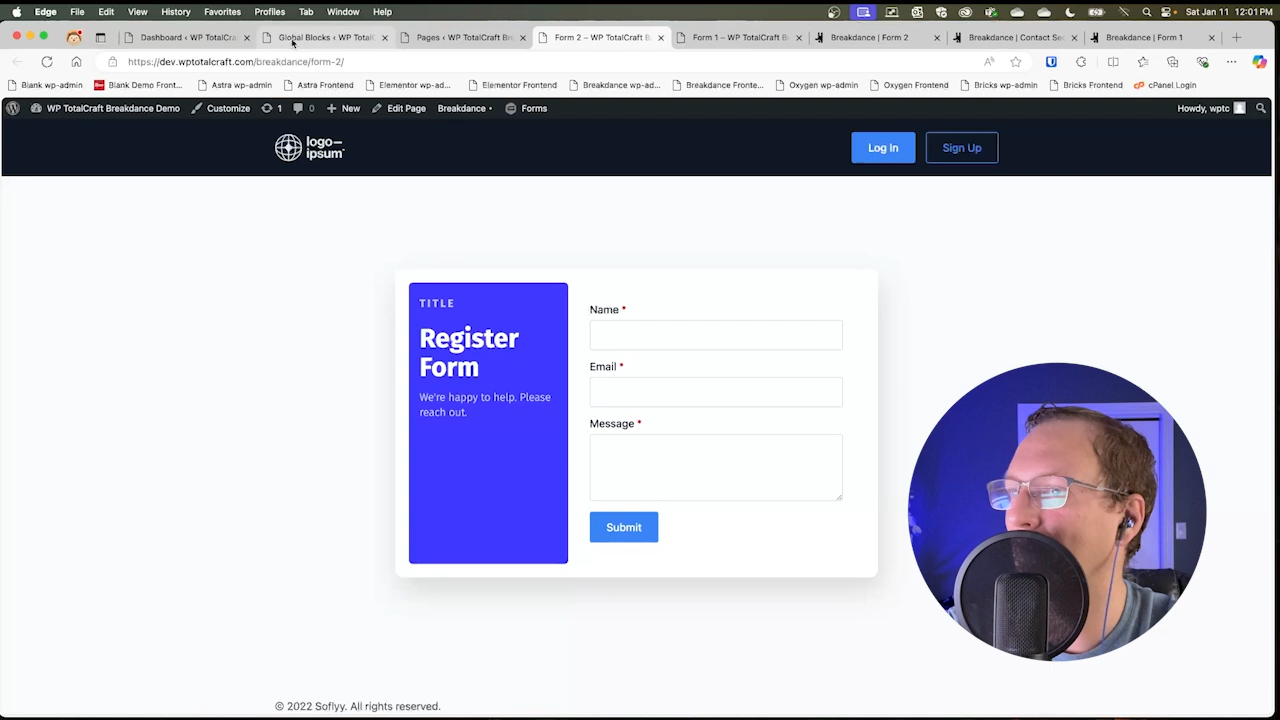 Edge File Edit View History Favorites Profiles Tab Window Help Sat Jan 11 12:01 PM
Dashboard ‹ WP TotalCra Global Blocks ‹ WP Total Pages ‹ WP TotalCraft Bre Form 2 – WP TotalCraft B Form 1 – WP TotalCraft B Breakdance | Form 2 Breakdance | Contact Sec Breakdance | Form 1
https://dev.wptotalcraft.com/breakdance/form-2/
Blank wp-admin Blank Demo Front... Astra wp-admin Astra Frontend Elementor wp-ad... Elementor Frontend Breakdance wp-ad... Breakdance Fronte... Oxygen wp-admin Oxygen Frontend Bricks wp-admin Bricks Frontend cPanel Login
WP TotalCraft Breakdance Demo Customize 1 0 New Edit Page Breakdance Forms Howdy, wptc
logo–
ipsum
Log In Sign Up
TITLE
Register
Form
We're happy to help. Please
reach out.
Name *
Email *
Message *
Submit
© 2022 Soflyy. All rights reserved.